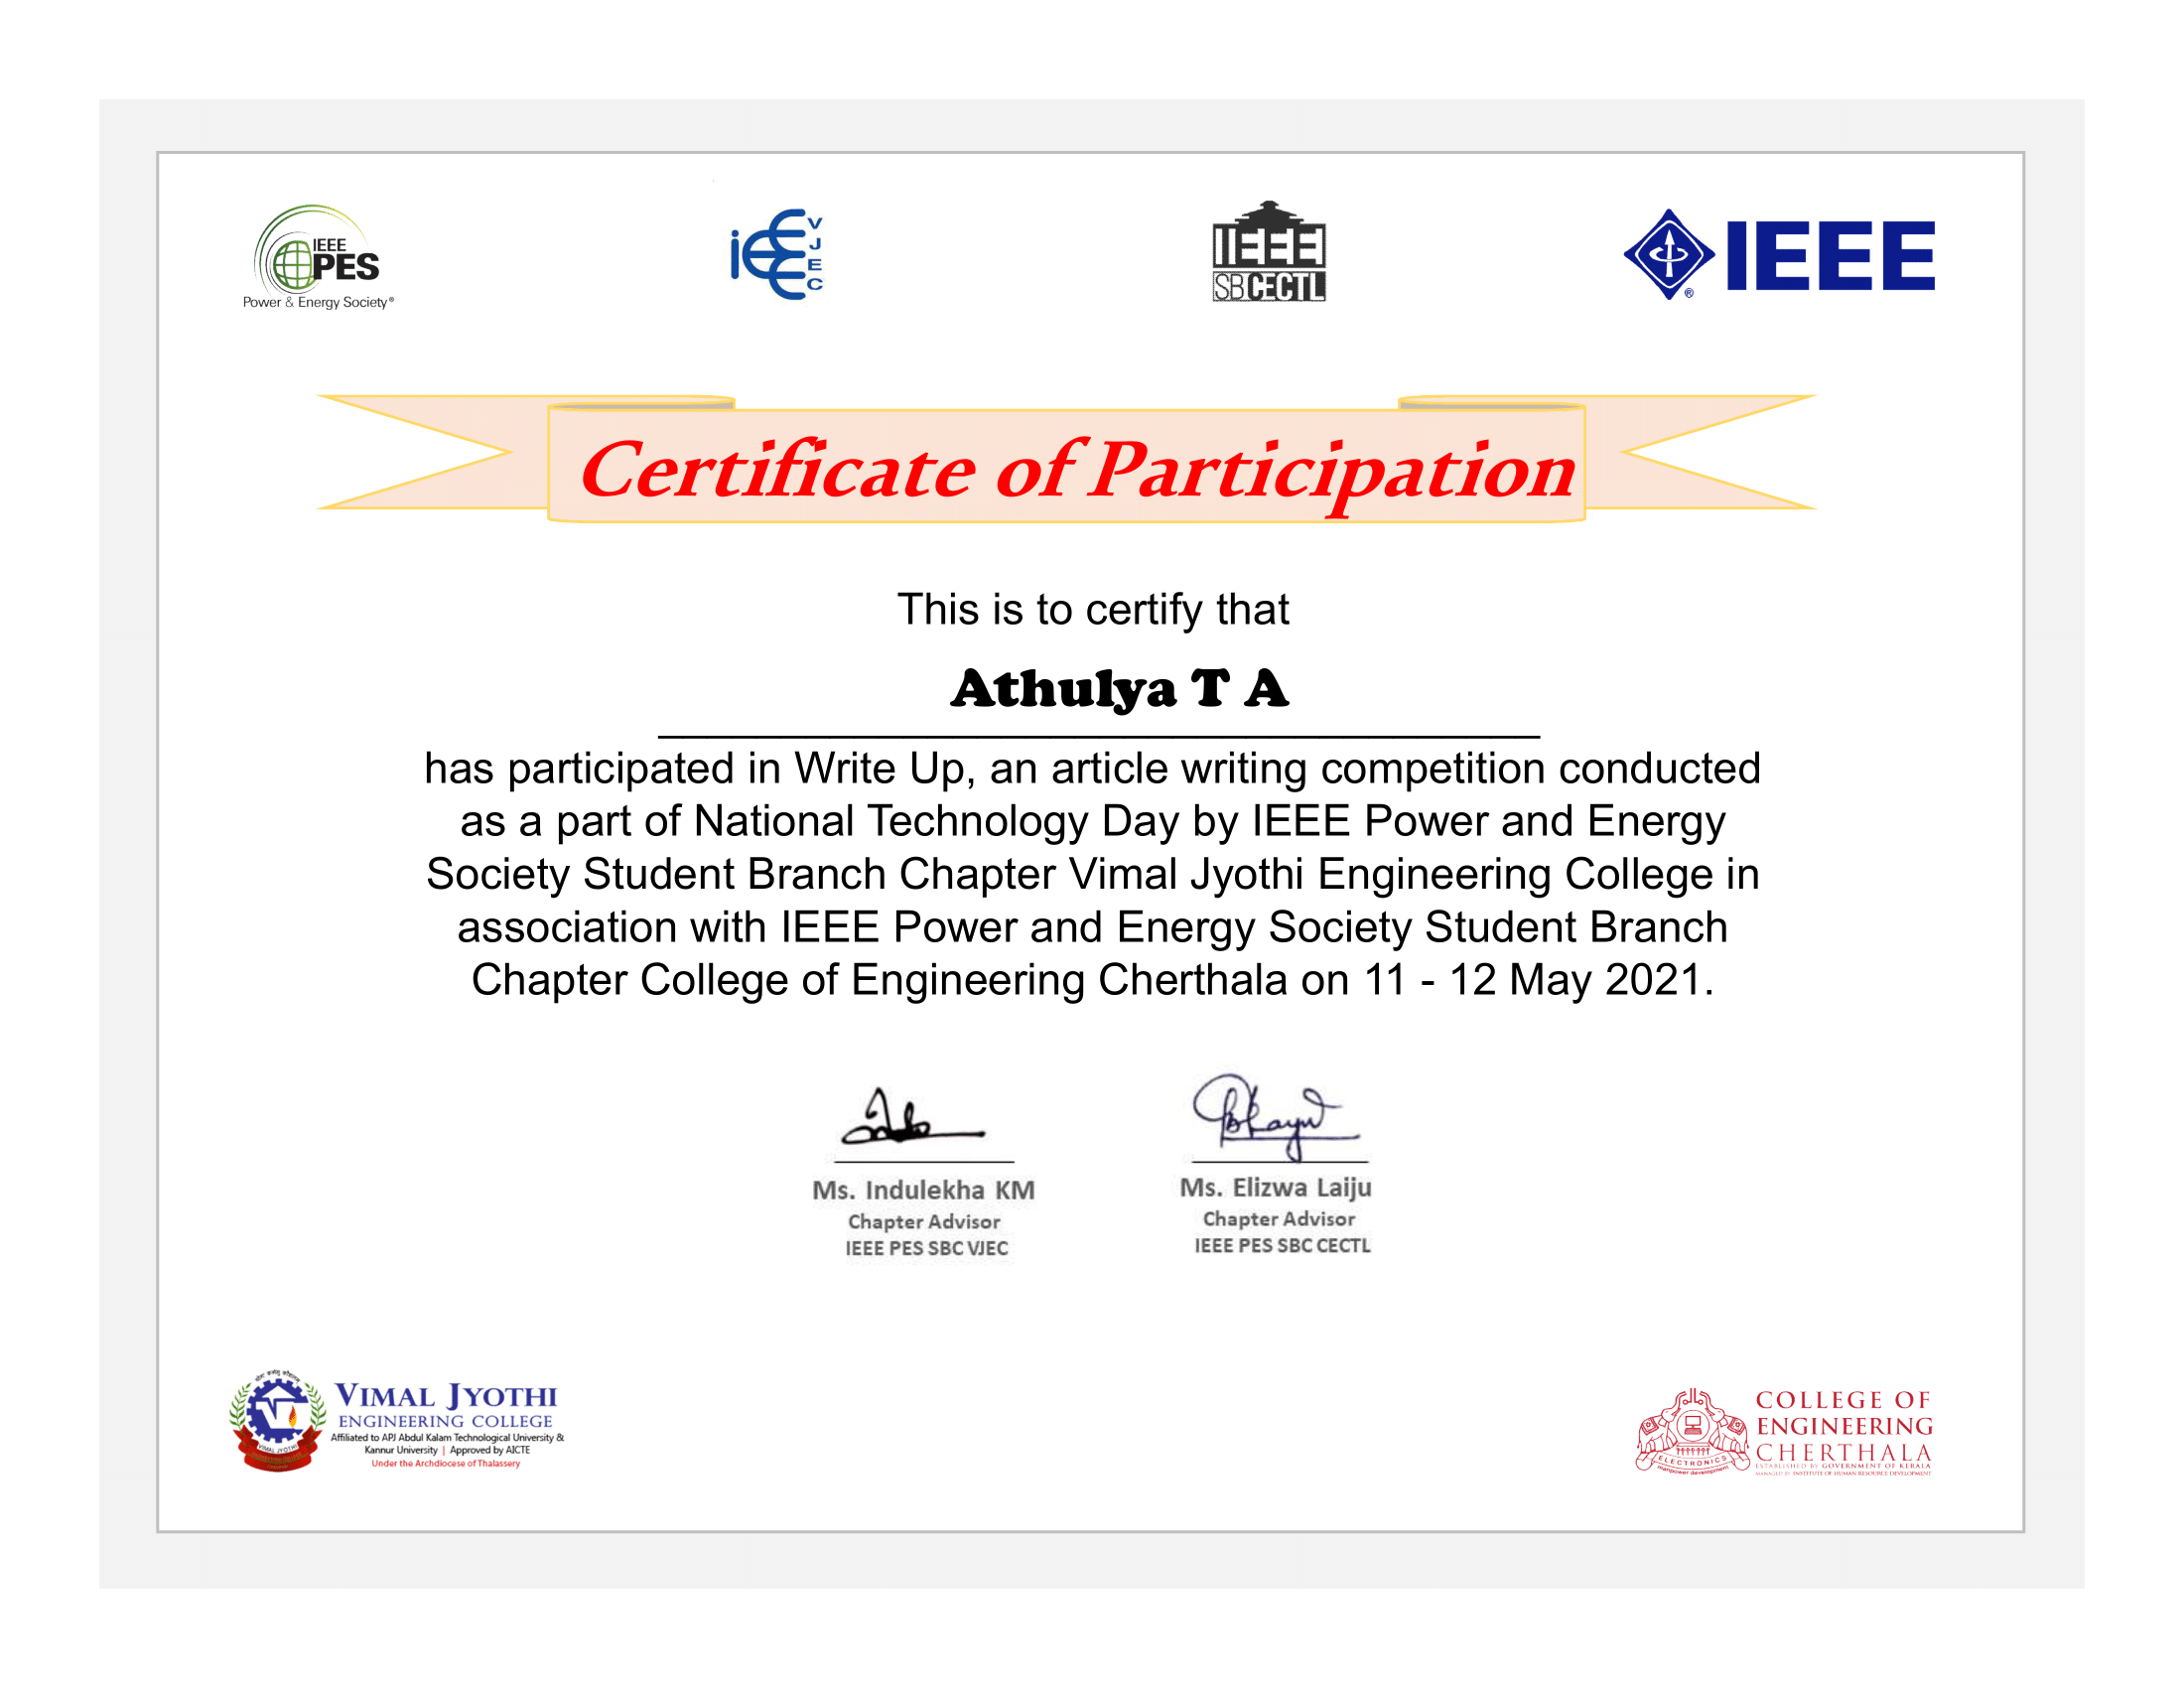 IEEE
PES
Power & Energy Society®
iEEE
VJEC
IEEE
SBCECTL
IEEE
®
Certificate of Participation
This is to certify that
Athulya T A
has participated in Write Up, an article writing competition conducted
as a part of National Technology Day by IEEE Power and Energy
Society Student Branch Chapter Vimal Jyothi Engineering College in
association with IEEE Power and Energy Society Student Branch
Chapter College of Engineering Cherthala on 11 - 12 May 2021.
Ms. Indulekha KM
Chapter Advisor
IEEE PES SBC VJEC
Ms. Elizwa Laiju
Chapter Advisor
IEEE PES SBC CECTL
VIMAL JYOTHI
VIMAL JYOTHI
ENGINEERING COLLEGE
Affiliated to APJ Abdul Kalam Technological University &
Kannur University | Approved by AICTE
Under the Archdiocese of Thalassery
ELECTRONICS
manpower development
COLLEGE OF
ENGINEERING
CHERTHALA
ESTABLISHED BY GOVERNMENT OF KERALA
MANAGED BY INSTITUTE OF HUMAN RESOURCE DEVELOPMENT